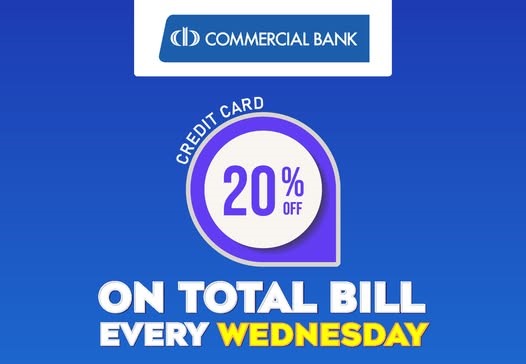 COMMERCIAL BANK
CREDIT CARD
20%
OFF
ON TOTAL BILL
EVERY WEDNESDAY